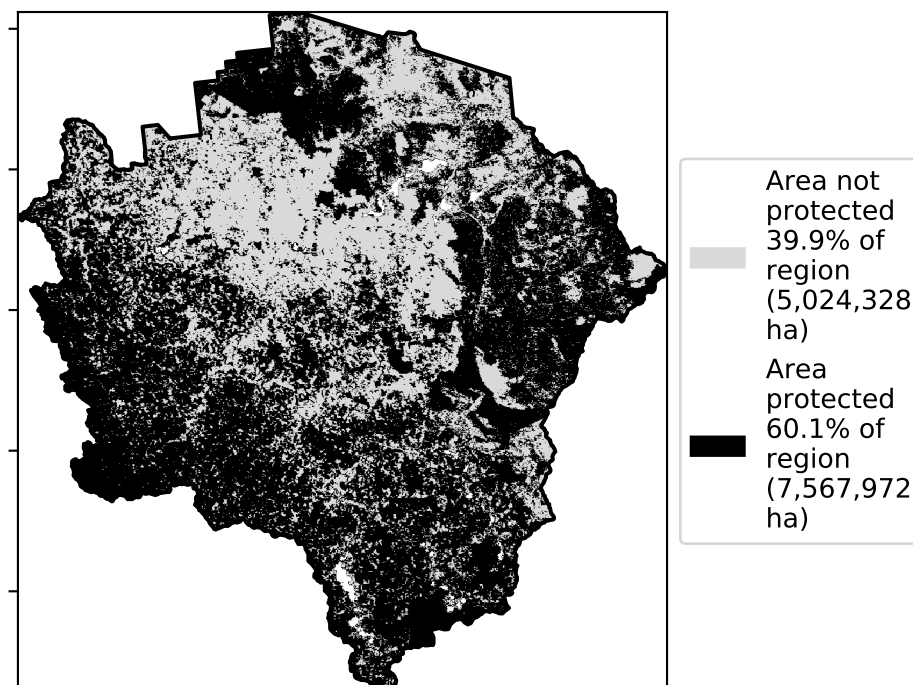 Area not
protected
39.9% of
region
(5,024,328
ha)
Area
protected
60.1% of
region
(7,567,972
ha)